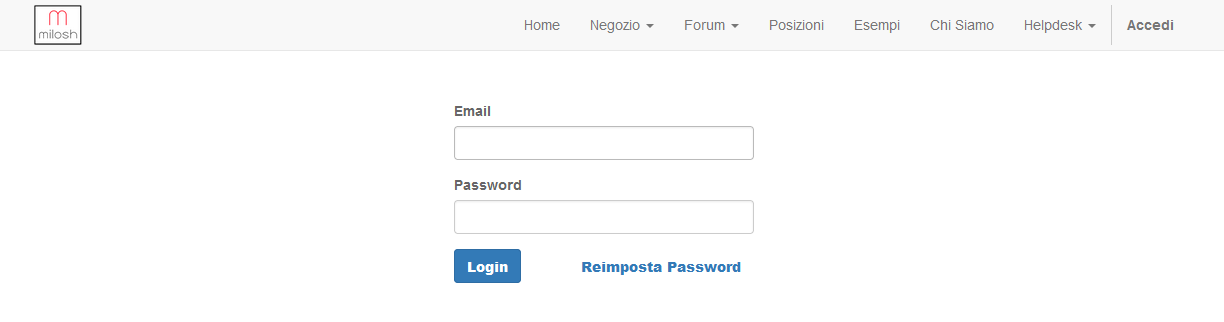 m
milosh
Home Negozio Forum Posizioni Esempi Chi Siamo Helpdesk Accedi
Email
Password
Login Reimposta Password